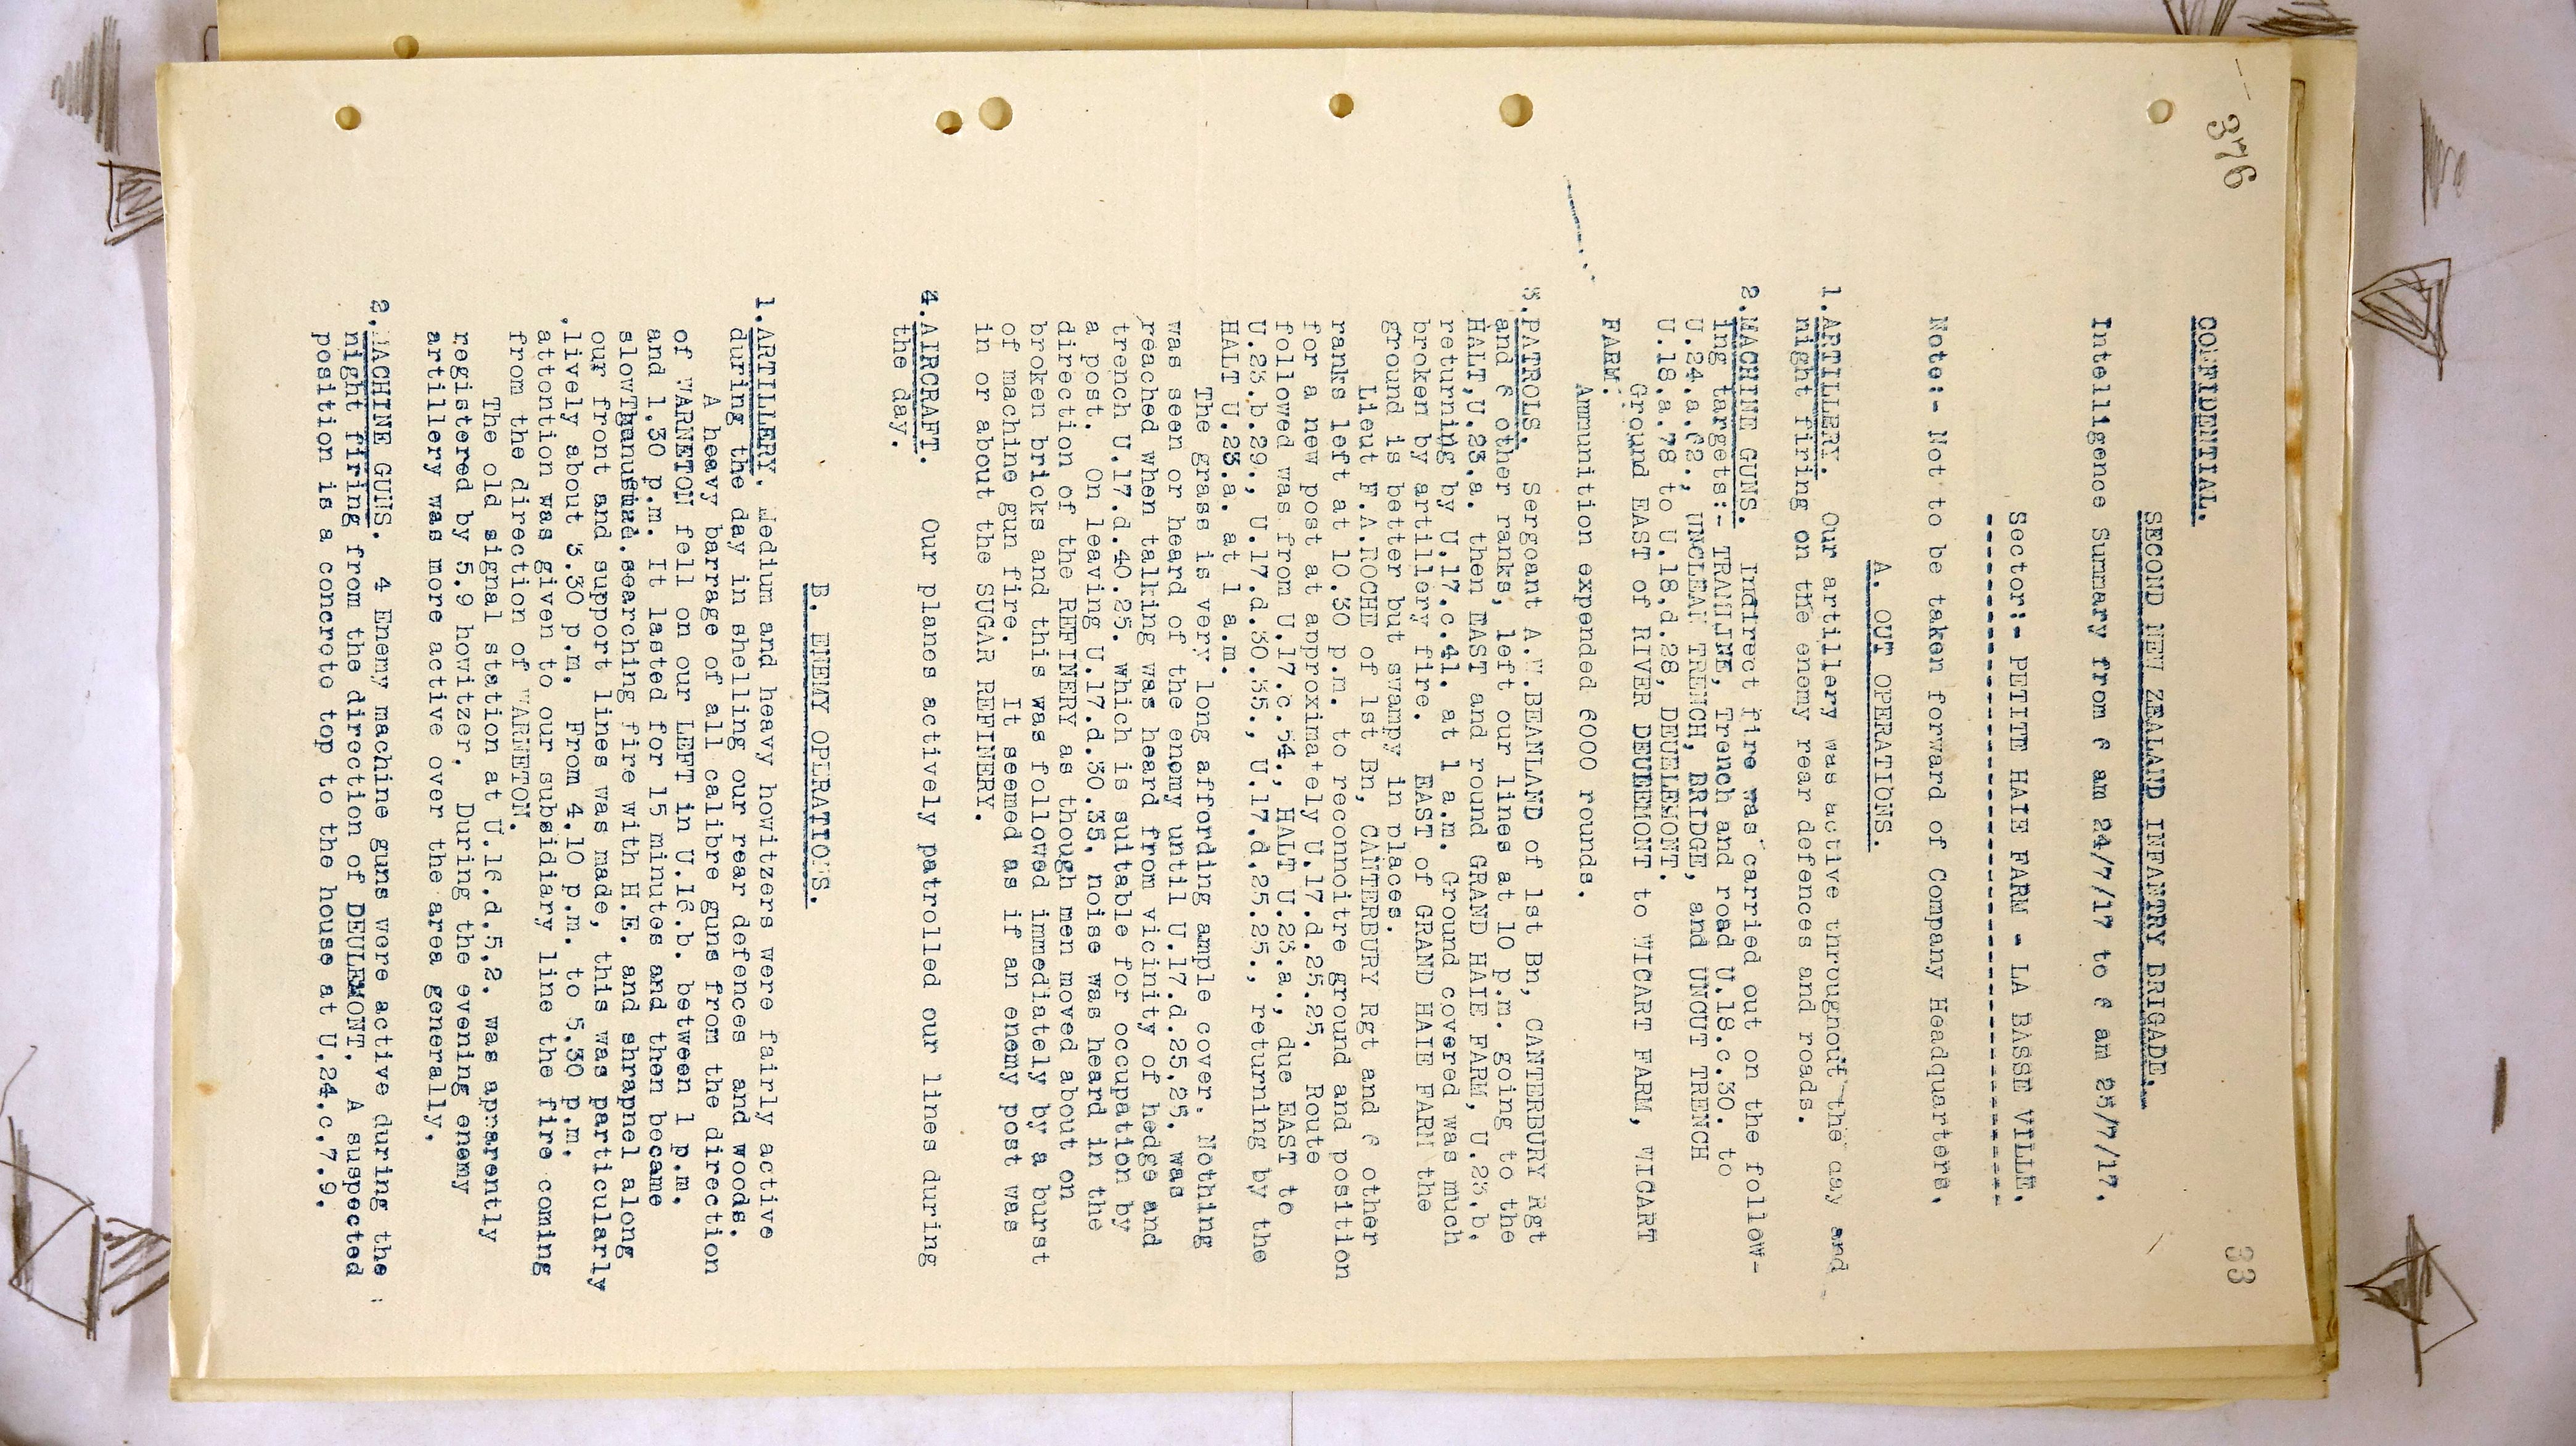 376
33
CONFIDENTIAL.
SECOND NEW ZEALAND INFANTRY BRIGADE.
Intelligence Summary from 6 am 24/7/17 to 6 am 25/7/17.
Sector:- PETITE HAIE FARM - LA BASSE VILLE.
Note:- Not to be taken forward of Company Headquarters.
A. OUR OPERATIONS.
1. ARTILLERY. Our artillery was active throughout the day and
night firing on the enemy rear defences and roads.
2. MACHINE GUNS. Indirect fire was carried out on the follow-
ing targets:- TRAMLINE, Trench and road U.18.c.30. to
U.24.a.62., UNCLEAN TRENCH, BRIDGE, and UNCUT TRENCH
U.18.a.78 to U.18.d.28, DEUELEMONT.
Ground EAST of RIVER DEULEMONT to WICART FARM, WICART
FARM.
Ammunition expended 6000 rounds.
3. PATROLS. Sergeant A.W.BEANLAND of 1st Bn, CANTERBURY Rgt
and 6 other ranks, left our lines at 10 p.m. going to the
HALT,U.23.a. then EAST and round GRAND HAIE FARM, U.23.b.
returning by U.17.c.41. at 1 a.m. Ground covered was much
broken by artillery fire. EAST of GRAND HAIE FARM the
ground is better but swampy in places.
Lieut F.A.ROCHE of 1st Bn, CANTERBURY Rgt and 6 other
ranks left at 10.30 p.m. to reconnoitre ground and position
for a new post at approximately U.17.d.25.25. Route
followed was from U.17.c.54., HALT U.23.a., due EAST to
U.23.b.29., U.17.d.30.35., U.17.d.25.25., returning by the
HALT U.23.a. at 1 a.m.
The grass is very long affording ample cover. Nothing
was seen or heard of the enemy until U.17.d.25.25. was
reached when talking was heard from vicinity of hedge and
trench U.17.d.40.25. which is suitable for occupation by
a post. On leaving U.17.d.30.35. noise was heard in the
direction of the REFINERY as though men moved about on
broken bricks and this was followed immediately by a burst
of machine gun fire. It seemed as if an enemy post was
in or about the SUGAR REFINERY.
4. AIRCRAFT. Our planes actively patrolled our lines during
the day.
B. ENEMY OPERATIONS.
1. ARTILLERY. Medium and heavy howitzers were fairly active
during the day in shelling our rear defences and woods.
A heavy barrage of all calibre guns from the direction
of WARNETON fell on our LEFT in U.16.b. between 1 p.m.
and 1.30 p.m. It lasted for 15 minutes and then became
slow searching fire with H.E. and shrapnel along
our front and support lines was made, this was particularly
lively about 3.30 p.m. From 4.10 p.m. to 5.30 p.m.
attention was given to our subsidiary line the fire coming
from the direction of WARNETON.
The old signal station at U.16.d.5,2. was apparently
registered by 5.9 howitzer. During the evening enemy
artillery was more active over the area generally.
2. MACHINE GUNS. 4 Enemy machine guns were active during the
night firing from the direction of DEULEMONT. A suspected
position is a concrete top to the house at U.24.c.7.9.